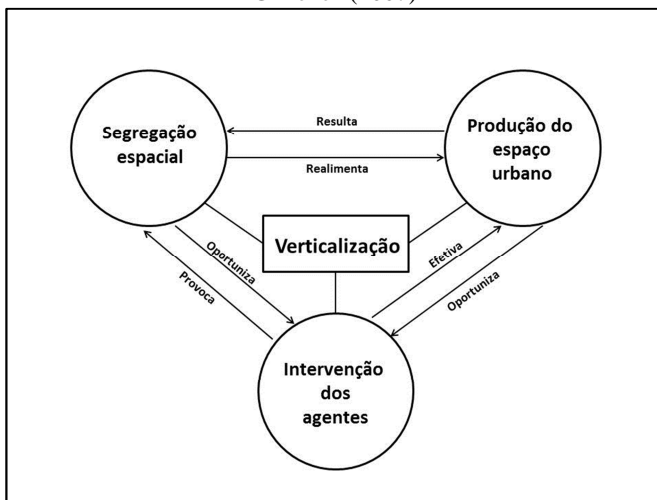 Segregação
espacial
Resulta
Realimenta
Produção do
espaço
urbano
Verticalização
Oportuniza
Provoca
Efetiva
Oportuniza
Intervenção
dos
agentes